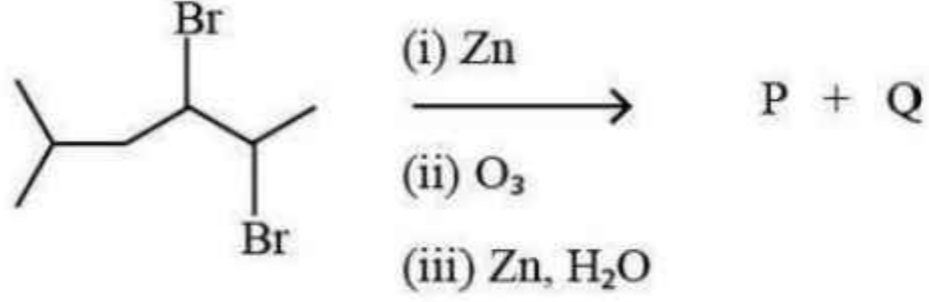 Br
(i) Zn
P + Q
(ii) O₃
Br
(iii) Zn, H₂O